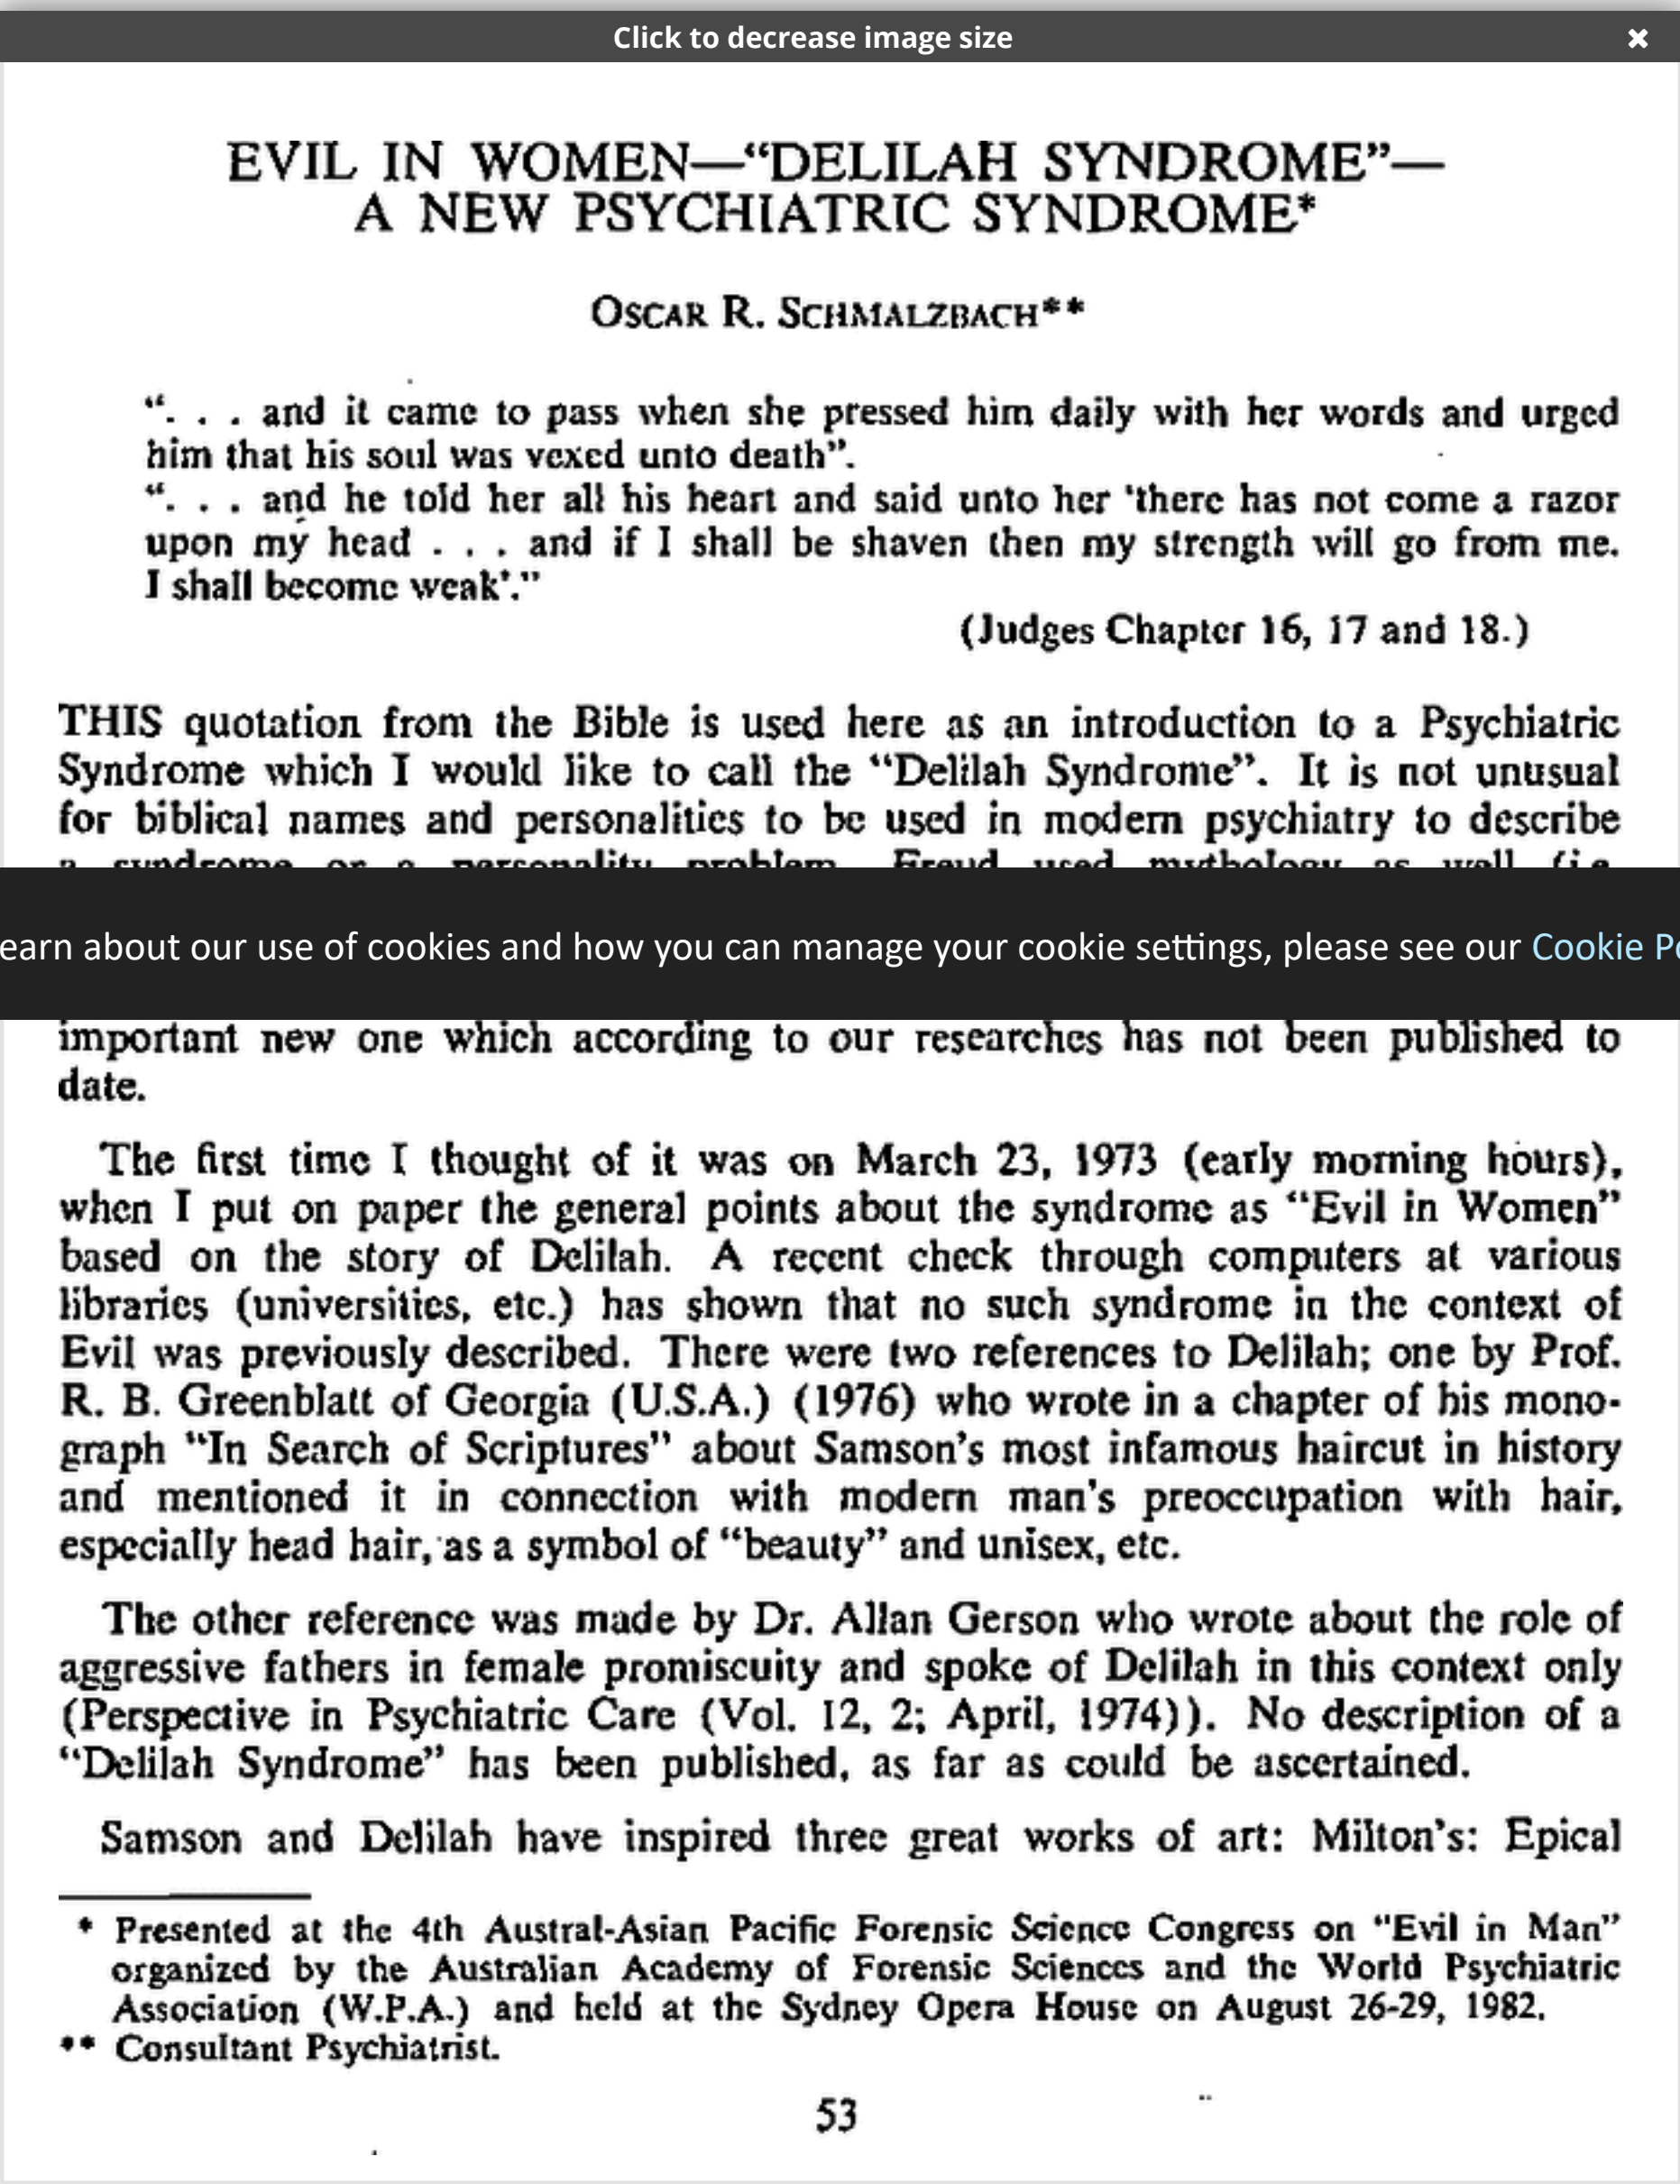 Click to decrease image size ✖
EVIL IN WOMEN—“DELILAH SYNDROME”—
A NEW PSYCHIATRIC SYNDROME*
OSCAR R. SCHMALZBACH**
“. . . and it came to pass when she pressed him daily with her words and urged
him that his soul was vexed unto death”.
“. . . and he told her all his heart and said unto her ‘there has not come a razor
upon my head . . . and if I shall be shaven then my strength will go from me.
I shall become weak’.”
(Judges Chapter 16, 17 and 18.)
THIS quotation from the Bible is used here as an introduction to a Psychiatric
Syndrome which I would like to call the “Delilah Syndrome”. It is not unusual
for biblical names and personalities to be used in modern psychiatry to describe
a syndrome or a personality problem. Freud used mythology as well (i.e.
earn about our use of cookies and how you can manage your cookie settings, please see our Cookie Po
important new one which according to our researches has not been published to
date.
The first time I thought of it was on March 23, 1973 (early morning hours),
when I put on paper the general points about the syndrome as “Evil in Women”
based on the story of Delilah. A recent check through computers at various
libraries (universities, etc.) has shown that no such syndrome in the context of
Evil was previously described. There were two references to Delilah; one by Prof.
R. B. Greenblatt of Georgia (U.S.A.) (1976) who wrote in a chapter of his mono-
graph “In Search of Scriptures” about Samson’s most infamous haircut in history
and mentioned it in connection with modern man’s preoccupation with hair,
especially head hair, as a symbol of “beauty” and unisex, etc.
The other reference was made by Dr. Allan Gerson who wrote about the role of
aggressive fathers in female promiscuity and spoke of Delilah in this context only
(Perspective in Psychiatric Care (Vol. 12, 2; April, 1974)). No description of a
“Delilah Syndrome” has been published, as far as could be ascertained.
Samson and Delilah have inspired three great works of art: Milton’s: Epical
* Presented at the 4th Austral-Asian Pacific Forensic Science Congress on “Evil in Man”
organized by the Australian Academy of Forensic Sciences and the World Psychiatric
Association (W.P.A.) and held at the Sydney Opera House on August 26-29, 1982.
** Consultant Psychiatrist.
53